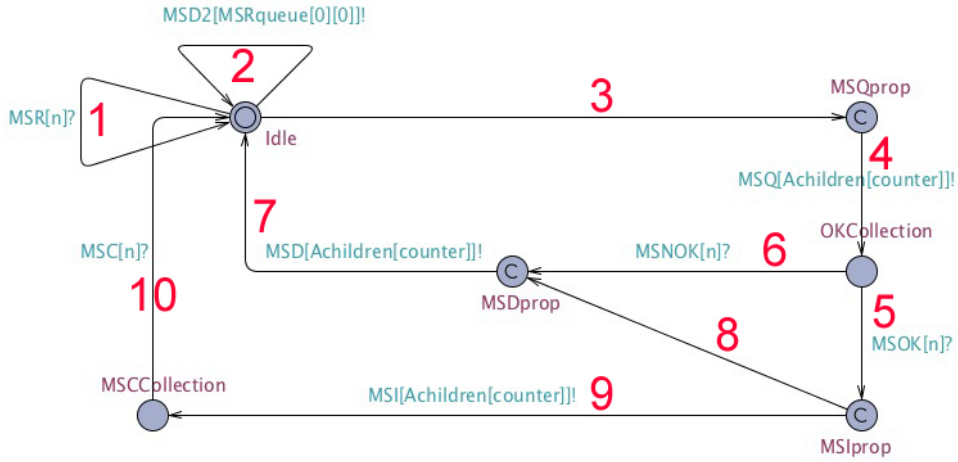 MSD2[MSRqueue[0][0]]!
2
3
MSQprop
C
MSR[n]?
1
Idle
4
MSQ[Achildren[counter]]!
7
OKCollection
MSC[n]?
MSD[Achildren[counter]]!
MSNOK[n]?
6
C
MSDprop
10
5
8
MSOK[n]?
MSCCollection
MSI[Achildren[counter]]!
9
C
MSIprop